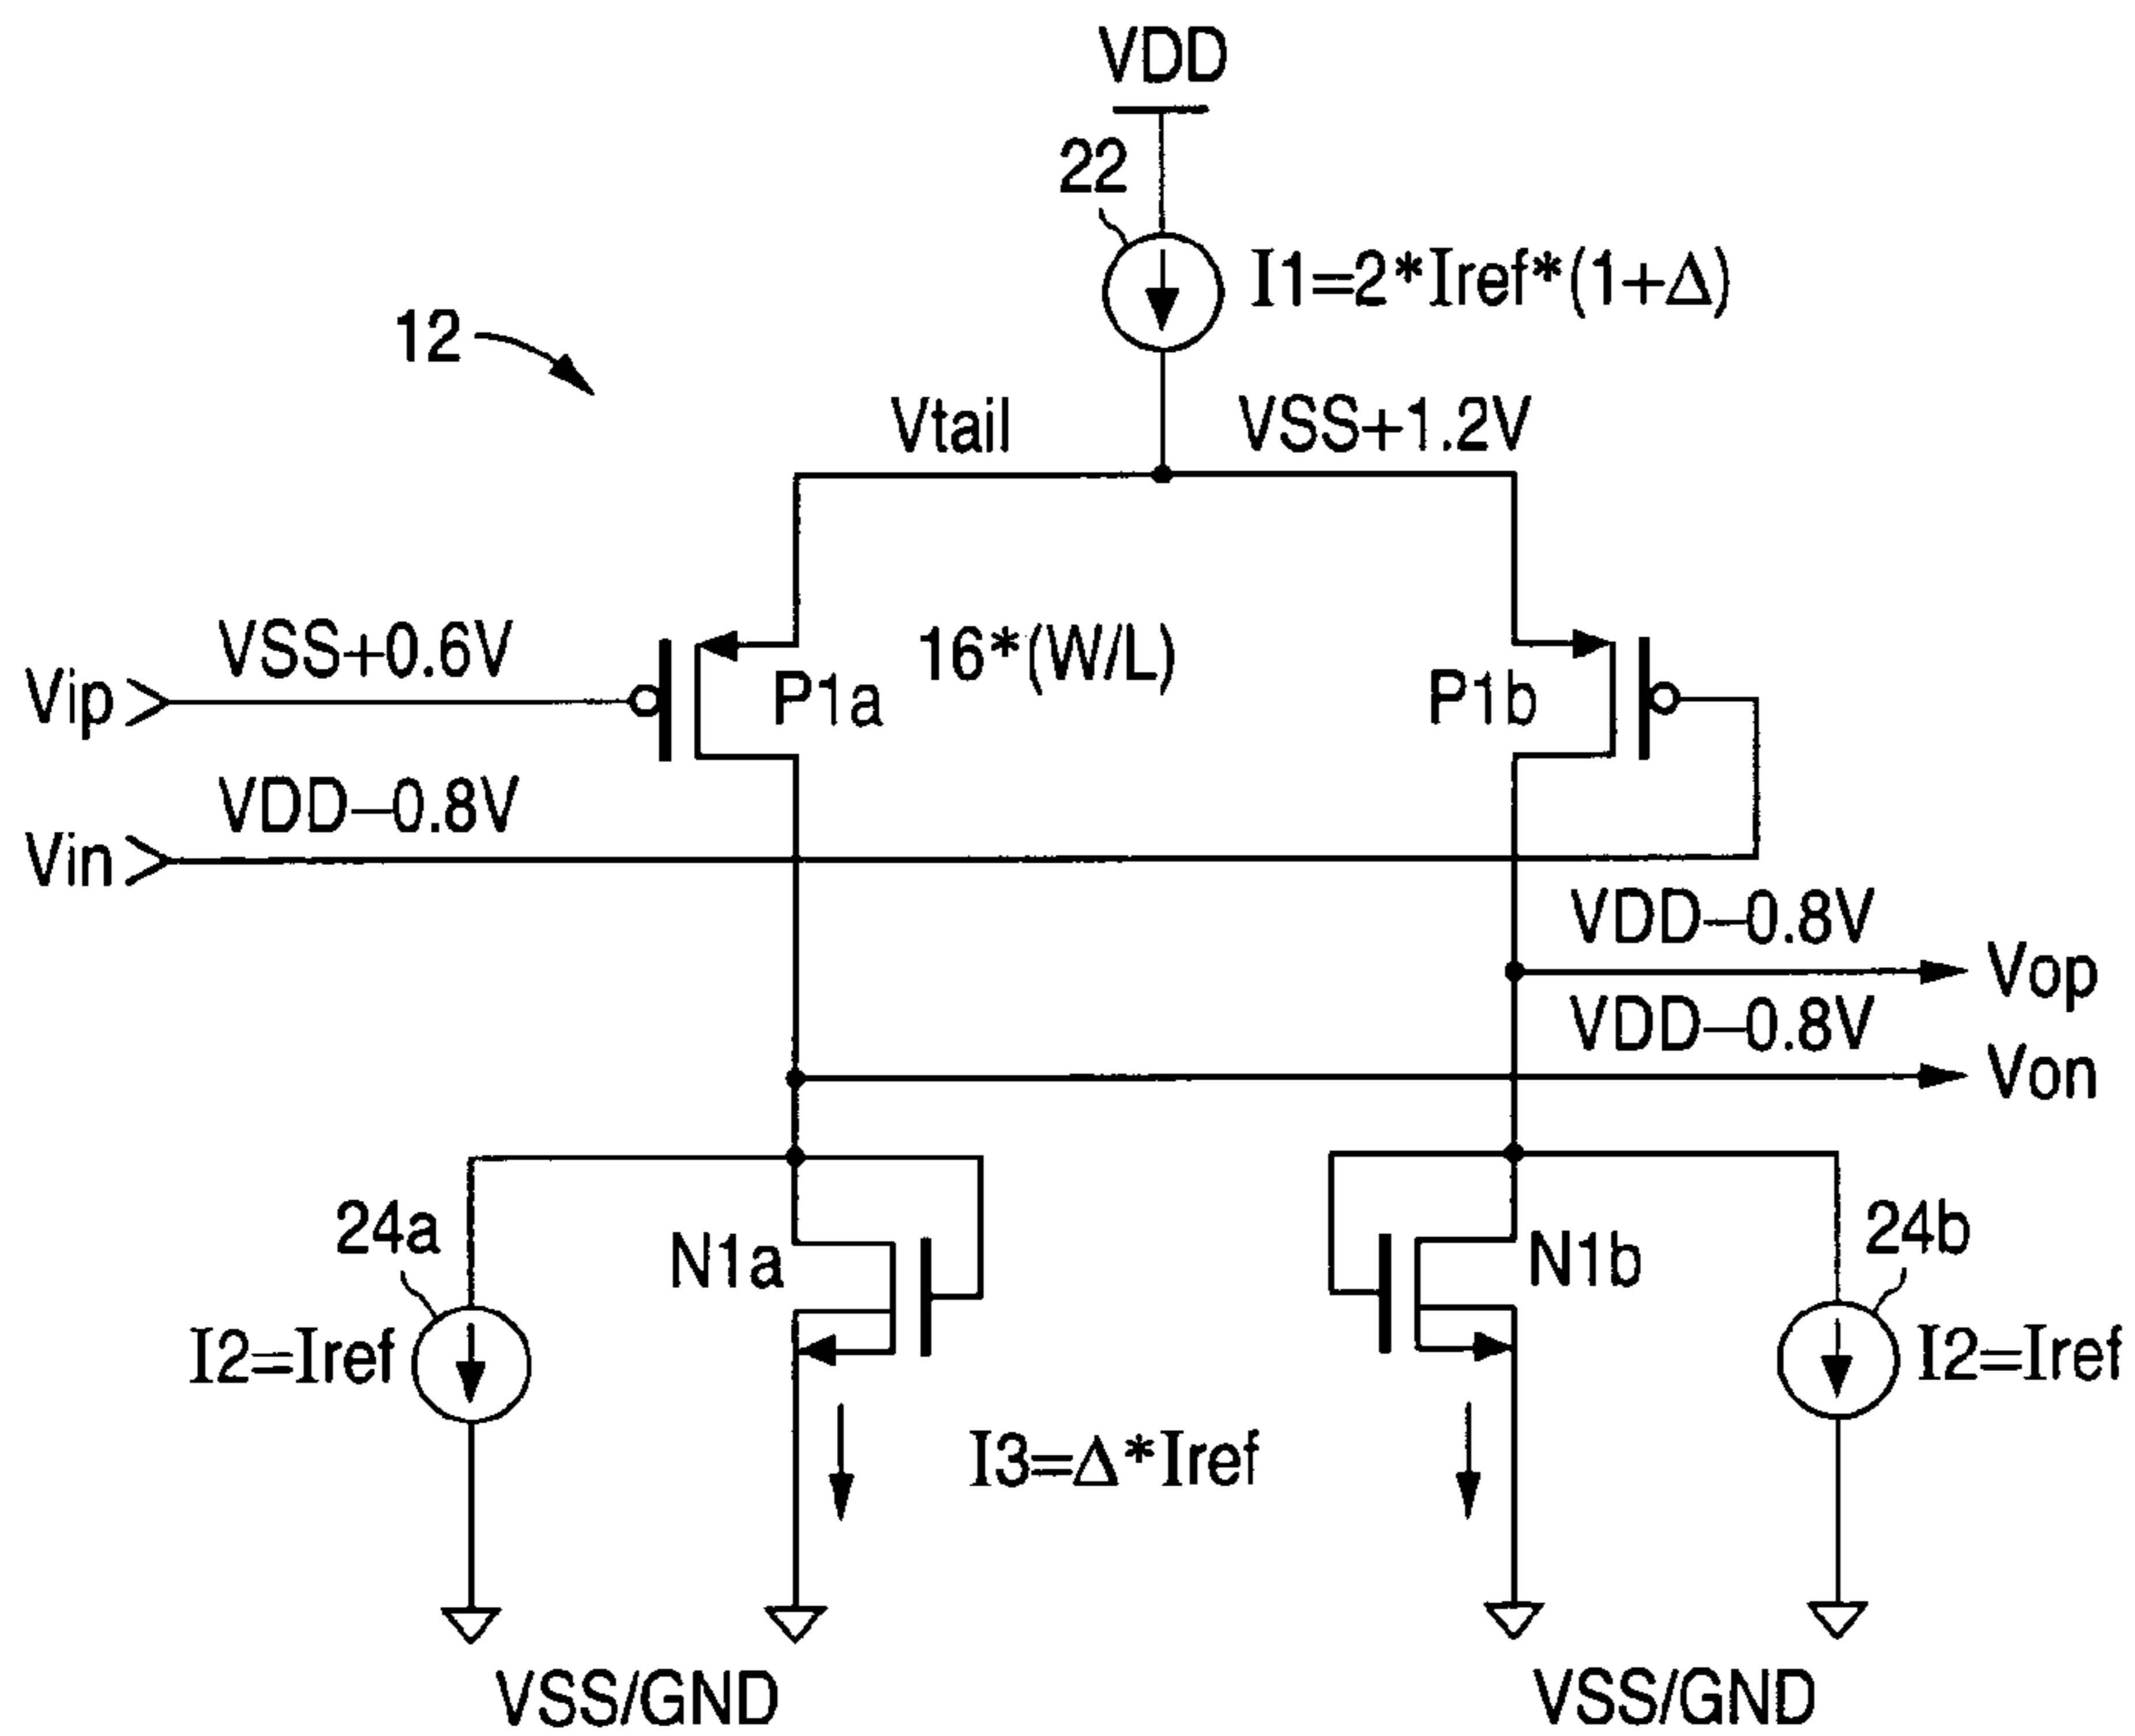 VDD
22
I1=2*Iref*(1+Δ)
12
Vtail
VSS+1.2V
VSS+0.6V
16*(W/L)
Vip
P1a
P1b
VDD–0.8V
Vin
VDD–0.8V
Vop
VDD–0.8V
Von
24a
N1a
N1b
24b
I2=Iref
I2=Iref
I3=Δ*Iref
VSS/GND
VSS/GND